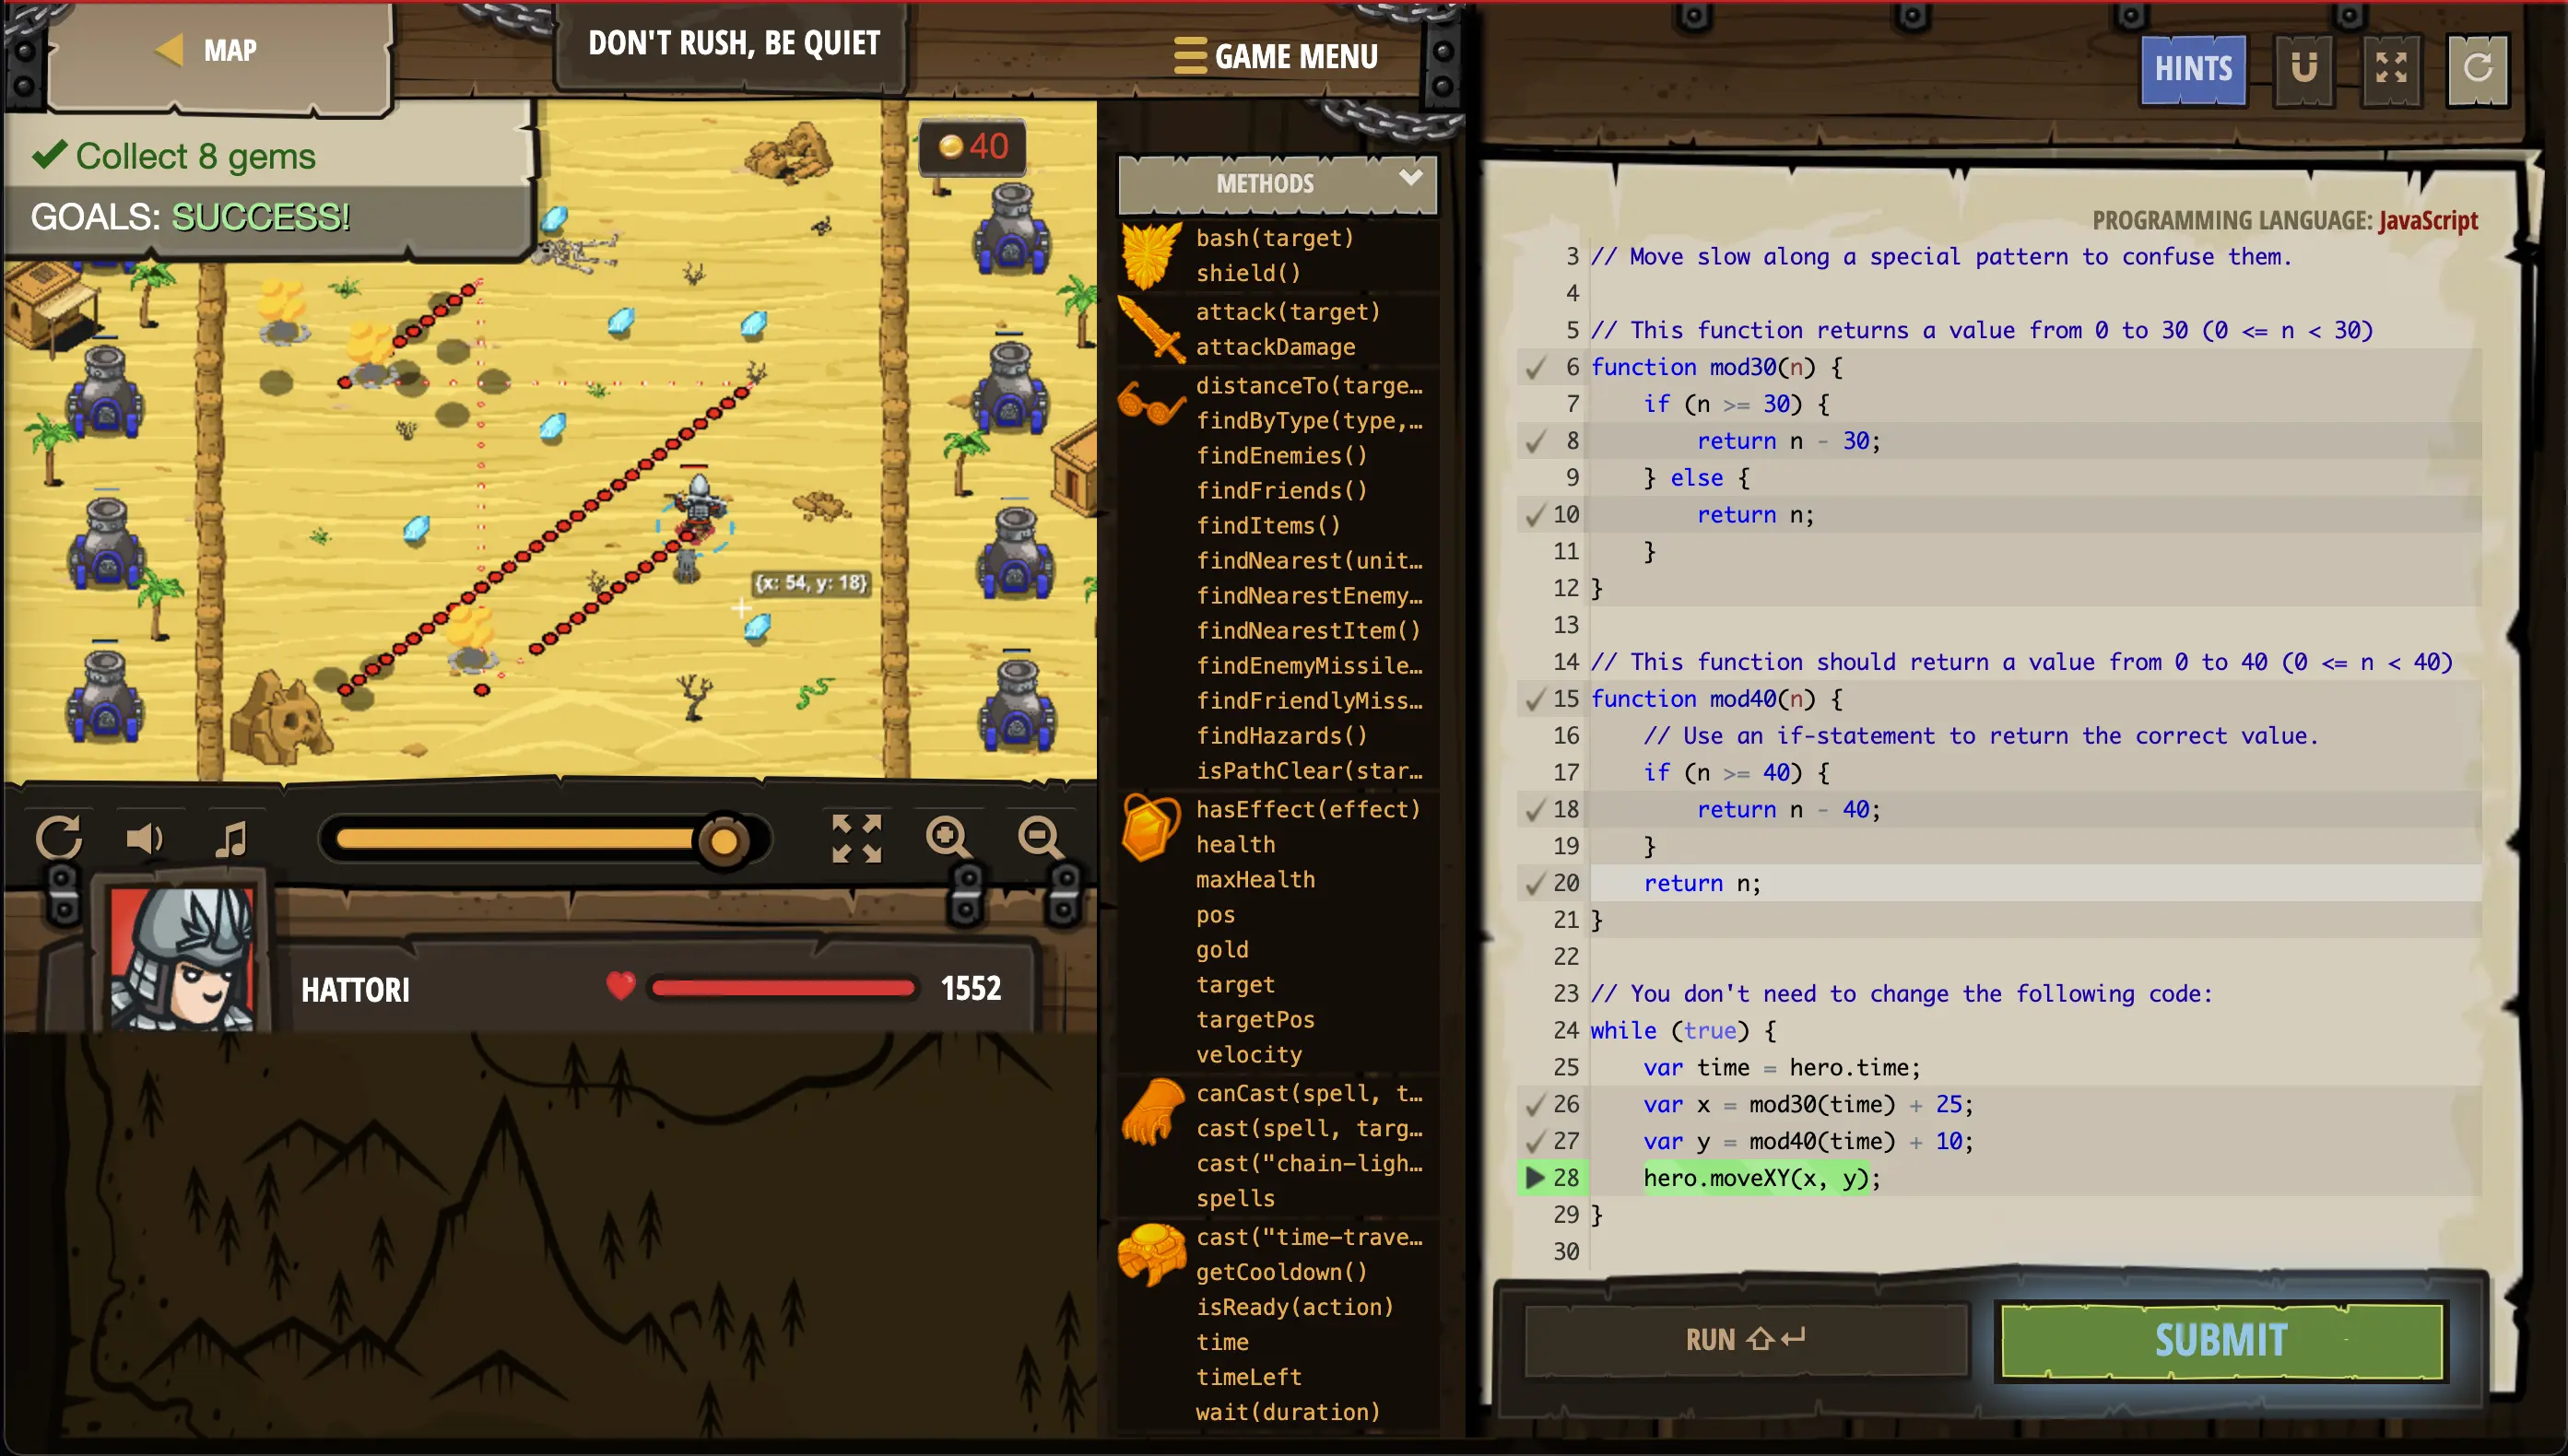 MAP
DON'T RUSH, BE QUIET
GAME MENU
HINTS
Collect 8 gems
GOALS: SUCCESS!
40
{x: 54, y: 18}
HATTORI
1552
METHODS
bash(target)
shield()
attack(target)
attackDamage
distanceTo(targe…
findByType(type,…
findEnemies()
findFriends()
findItems()
findNearest(unit…
findNearestEnemy…
findNearestItem()
findEnemyMissile…
findFriendlyMiss…
findHazards()
isPathClear(star…
hasEffect(effect)
health
maxHealth
pos
gold
target
targetPos
velocity
canCast(spell, t…
cast(spell, targ…
cast("chain-ligh…
spells
cast("time-trave…
getCooldown()
isReady(action)
time
timeLeft
wait(duration)
PROGRAMMING LANGUAGE: JavaScript
3 // Move slow along a special pattern to confuse them.
4
5 // This function returns a value from 0 to 30 (0 <= n < 30)
6 function mod30(n) {
7 if (n >= 30) {
8 return n - 30;
9 } else {
10 return n;
11 }
12 }
13
14 // This function should return a value from 0 to 40 (0 <= n < 40)
15 function mod40(n) {
16 // Use an if-statement to return the correct value.
17 if (n >= 40) {
18 return n - 40;
19 }
20 return n;
21 }
22
23 // You don't need to change the following code:
24 while (true) {
25 var time = hero.time;
26 var x = mod30(time) + 25;
27 var y = mod40(time) + 10;
28 hero.moveXY(x, y);
29 }
30
RUN
SUBMIT